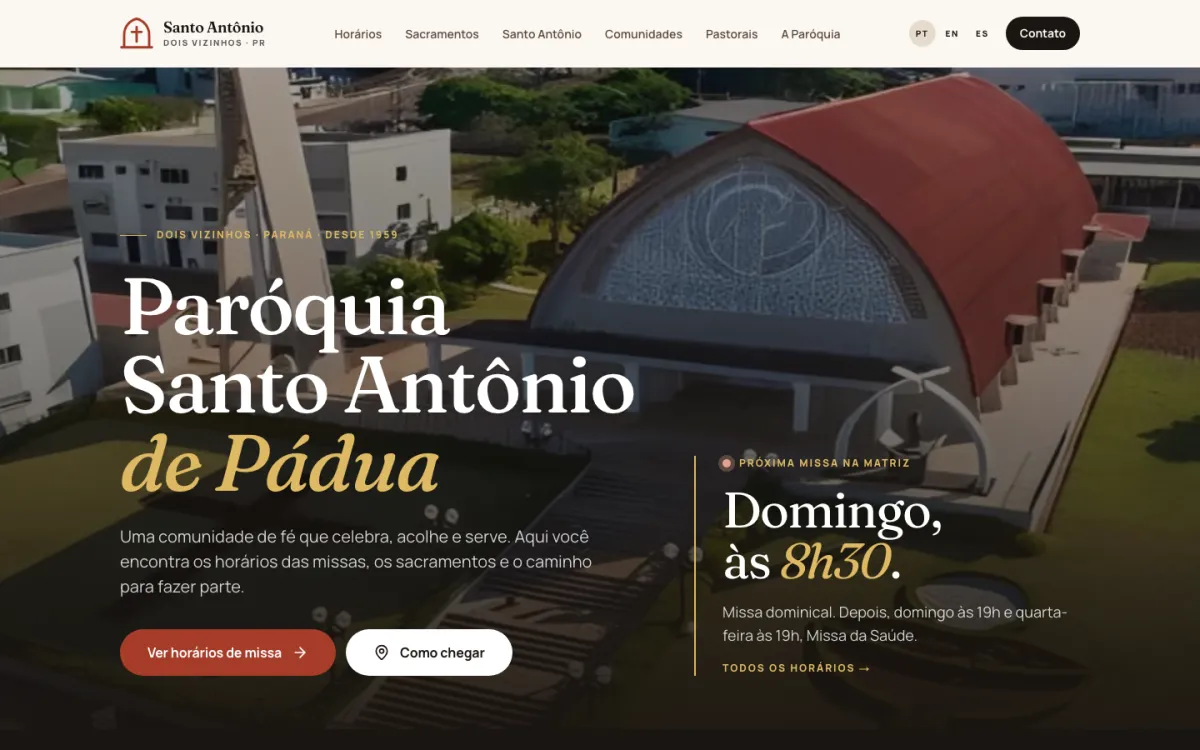 Santo Antônio
DOIS VIZINHOS · PR
Horários
Sacramentos
Santo Antônio
Comunidades
Pastorais
A Paróquia
PT
EN
ES
Contato
DOIS VIZINHOS · PARANÁ · DESDE 1959
Paróquia
Santo Antônio
de Pádua
Uma comunidade de fé que celebra, acolhe e serve. Aqui você
encontra os horários das missas, os sacramentos e o caminho
para fazer parte.
Ver horários de missa →
Como chegar
PRÓXIMA MISSA NA MATRIZ
Domingo,
às 8h30.
Missa dominical. Depois, domingo às 19h e quarta-
feira às 19h, Missa da Saúde.
TODOS OS HORÁRIOS →